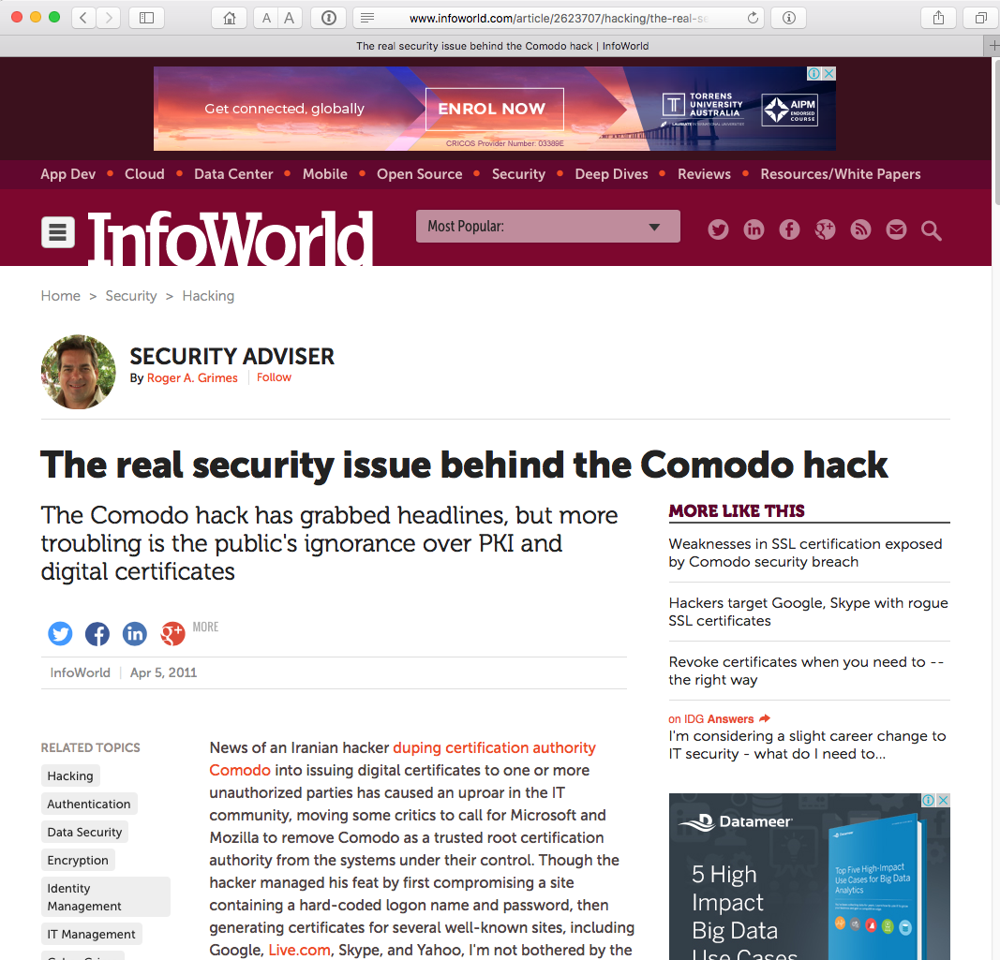 www.infoworld.com/article/2623707/hacking/the-real-se
The real security issue behind the Comodo hack | InfoWorld
Get connected, globally
ENROL NOW
CRICOS Provider Number: 03389E
TORRENS
UNIVERSITY
AUSTRALIA
LAUREATE INTERNATIONAL UNIVERSITIES
AIPM
ENDORSED
COURSE
App Dev • Cloud • Data Center • Mobile • Open Source • Security • Deep Dives • Reviews • Resources/White Papers
InfoWorld
Most Popular:
Home > Security > Hacking
SECURITY ADVISER
By Roger A. Grimes | Follow
The real security issue behind the Comodo hack
The Comodo hack has grabbed headlines, but more
troubling is the public's ignorance over PKI and
digital certificates
MORE
InfoWorld | Apr 5, 2011
RELATED TOPICS
Hacking
Authentication
Data Security
Encryption
Identity
Management
IT Management
News of an Iranian hacker duping certification authority
Comodo into issuing digital certificates to one or more
unauthorized parties has caused an uproar in the IT
community, moving some critics to call for Microsoft and
Mozilla to remove Comodo as a trusted root certification
authority from the systems under their control. Though the
hacker managed his feat by first compromising a site
containing a hard-coded logon name and password, then
generating certificates for several well-known sites, including
Google, Live.com, Skype, and Yahoo, I'm not bothered by the
MORE LIKE THIS
Weaknesses in SSL certification exposed
by Comodo security breach
Hackers target Google, Skype with rogue
SSL certificates
Revoke certificates when you need to --
the right way
on IDG Answers
I'm considering a slight career change to
IT security - what do I need to...
Datameer
5 High
Impact
Big Data
Use Cases
Datameer
Top Five High-Impact
Use Cases for Big Data
Analytics